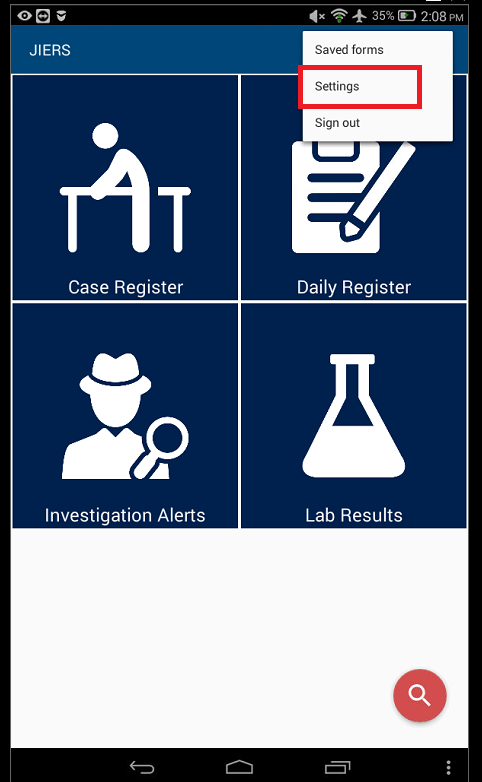 35% 2:08 PM
JIERS
Saved forms
Settings
Sign out
Case Register
Daily Register
Investigation Alerts
Lab Results